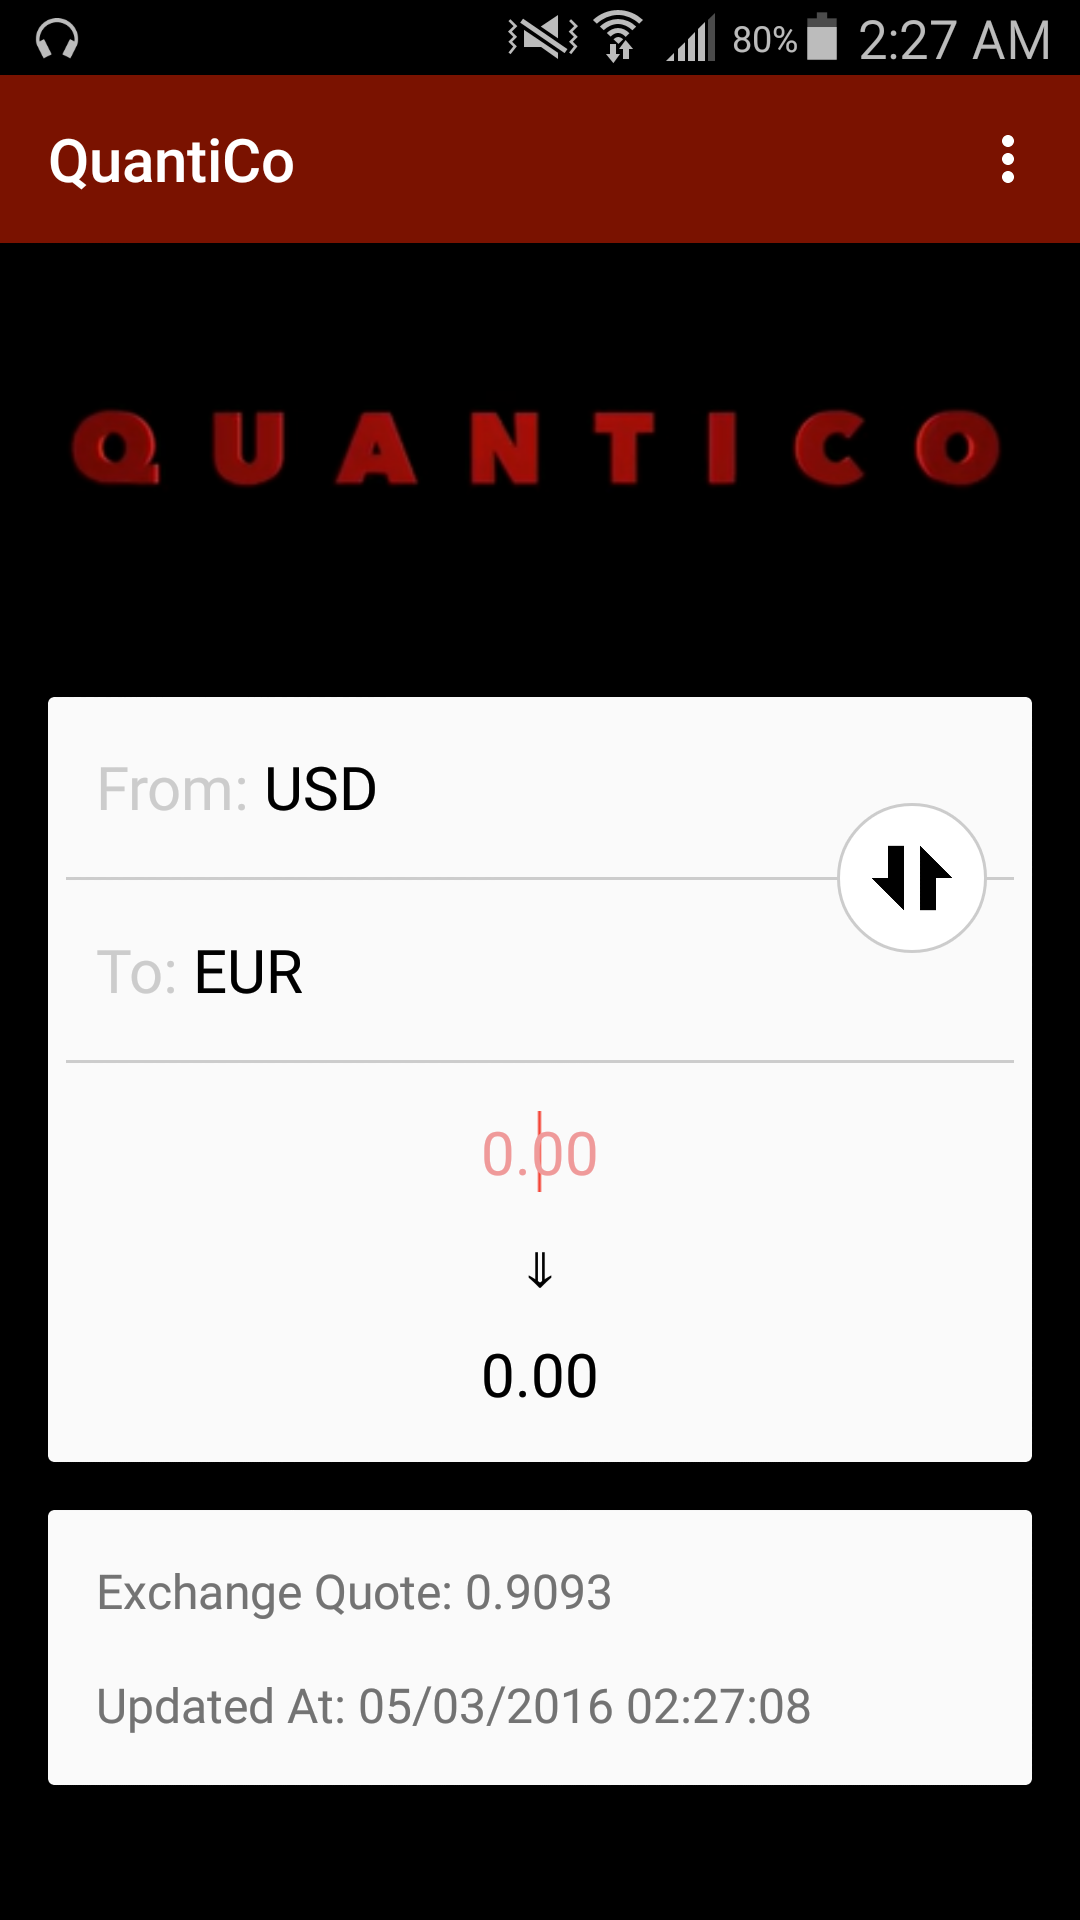 80% 2:27 AM
QuantiCo
QUANTICO
From: USD
To: EUR
0.00
⇓
0.00
Exchange Quote: 0.9093
Updated At: 05/03/2016 02:27:08